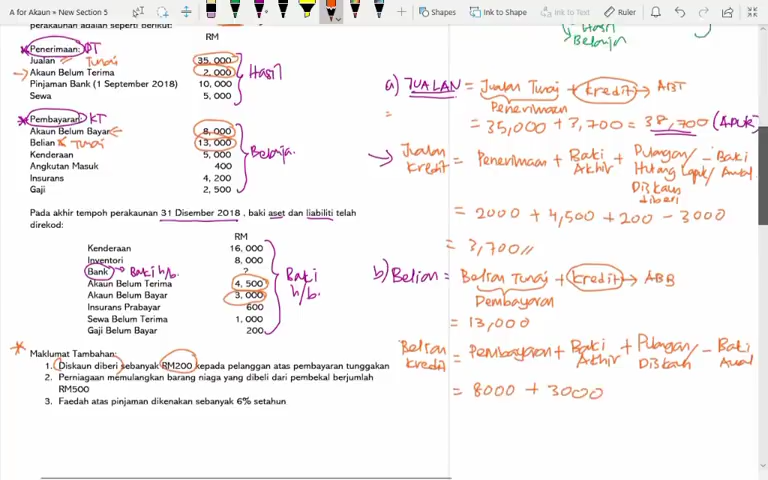 A for Akaun » New Section 5
Shapes
Ink to Shape
Ink to Text
Ruler
perakaunan adalah seperti berikut:
RM
Penerimaan: DT
Jualan Tunai 35,000
Akaun Belum Terima 2,000
Pinjaman Bank (1 September 2018) 10,000
Sewa 5,000
Hasil
Pembayaran: KT
Akaun Belum Bayar 8,000
Belian Tunai 13,000
Kenderaan 5,000
Angkutan Masuk 400
Insurans 4,200
Gaji 2,500
Belanja
Pada akhir tempoh perakaunan 31 Disember 2018 , baki aset dan liabiliti telah
direkod:
RM
Kenderaan 16,000
Inventori 8,000
Bank Baki h/b. ?
Akaun Belum Terima 4,500
Akaun Belum Bayar 3,000
Insurans Prabayar 600
Sewa Belum Terima 1,000
Gaji Belum Bayar 200
Baki
h/b.
Maklumat Tambahan:
1. Diskaun diberi sebanyak RM200 kepada pelanggan atas pembayaran tunggakan
2. Perniagaan memulangkan barang niaga yang dibeli dari pembekal berjumlah
RM500
3. Faedah atas pinjaman dikenakan sebanyak 6% setahun
Hasil
Belanja
a) JUALAN = Jualan Tunai + Kredit → ABT
Penerimaan
=
= 35,000 + 3,700 = 38,700
Jualan Kredit = Penerimaan + Baki Akhir + Pulangan/ Hutang Lapuk/ Diskaun diberi - Baki Awal
= 2000 + 4,500 + 200 - 3000
= 3,700 //
b) Belian = Belian Tunai + Kredit → ABB
Pembayaran
= 13,000
Belian Kredit = Pembayaran + Baki Akhir + Pulangan/ Diskaun - Baki Awal
= 8000 + 3000